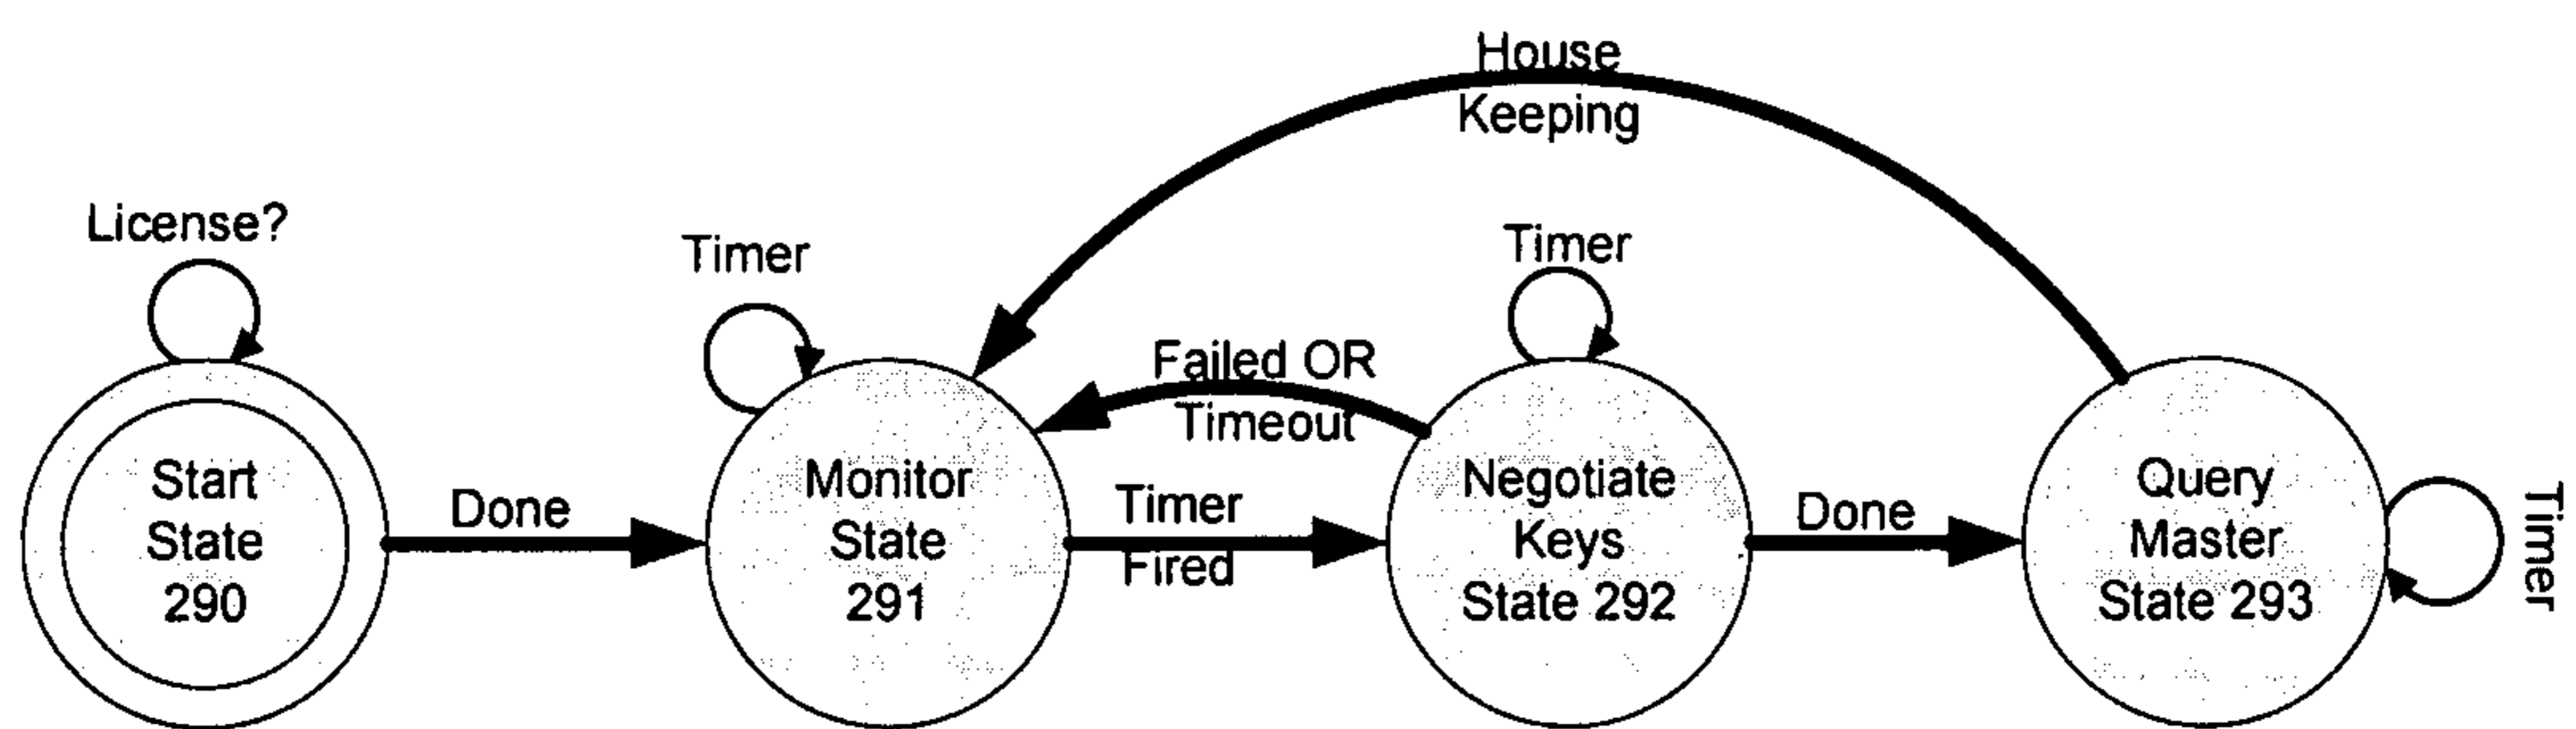 House
Keeping
License?
Timer
Timer
Failed OR
Timeout
Start
State
290
Done
Monitor
State
291
Timer
Fired
Negotiate
Keys
State 292
Done
Query
Master
State 293
Timer